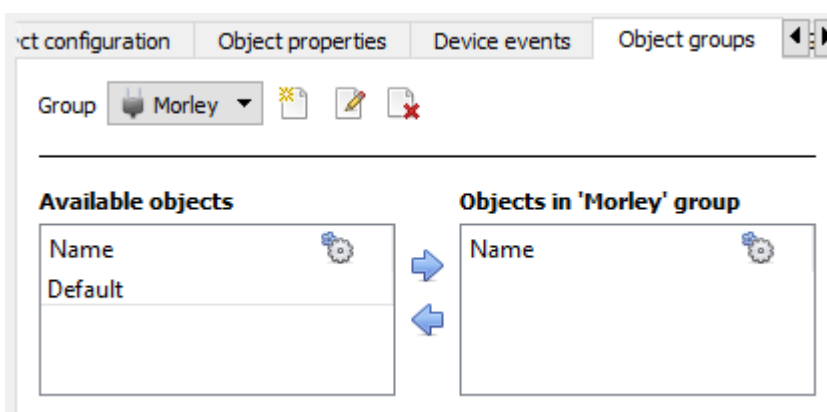 ct configuration Object properties Device events Object groups
Group Morley
Available objects Objects in 'Morley' group
Name Name
Default